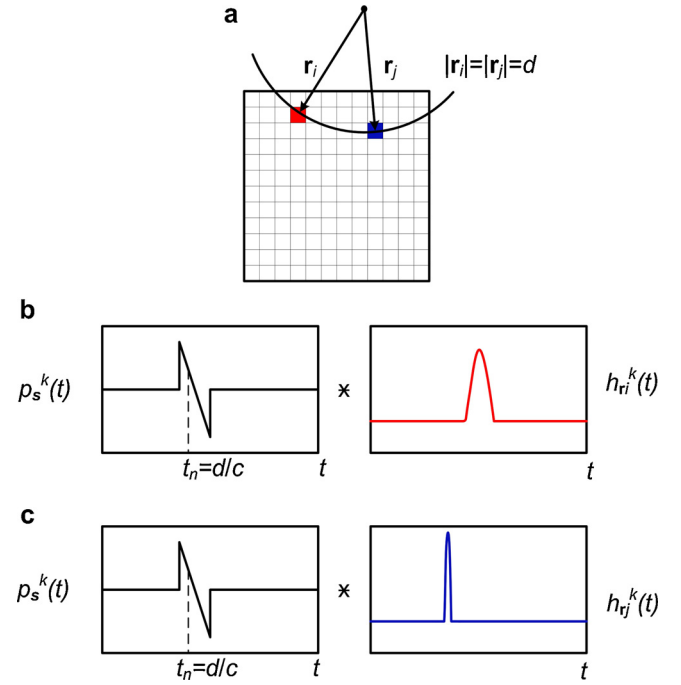 a
r_i r_j |r_i|=|r_j|=d
b
p_s^k(t) * h_ri^k(t)
t_n=d/c t t
c
p_s^k(t) * h_rj^k(t)
t_n=d/c t t